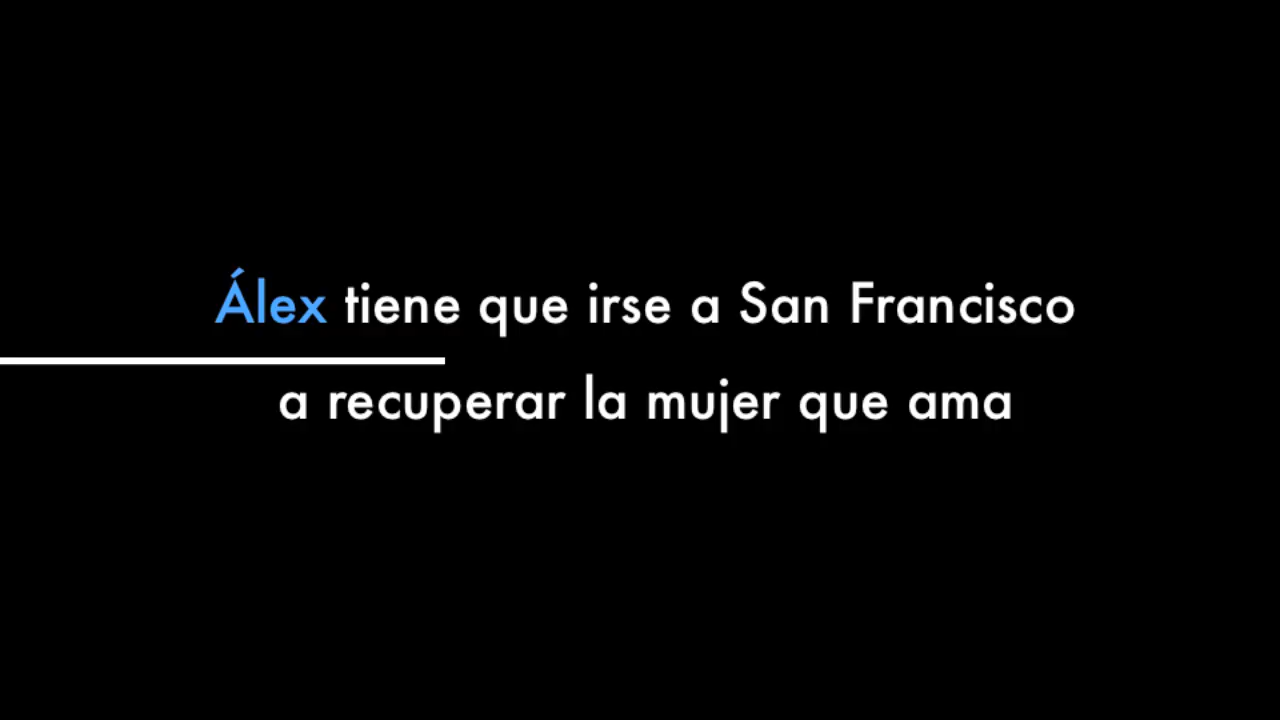 Álex tiene que irse a San Francisco
a recuperar la mujer que ama